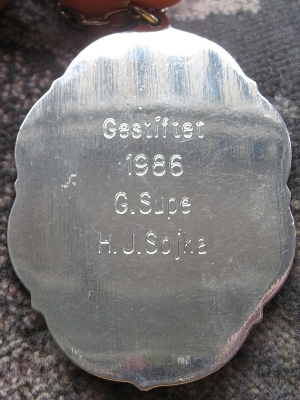 Gestiftet
1986
G. Supe
H. J. Sojka